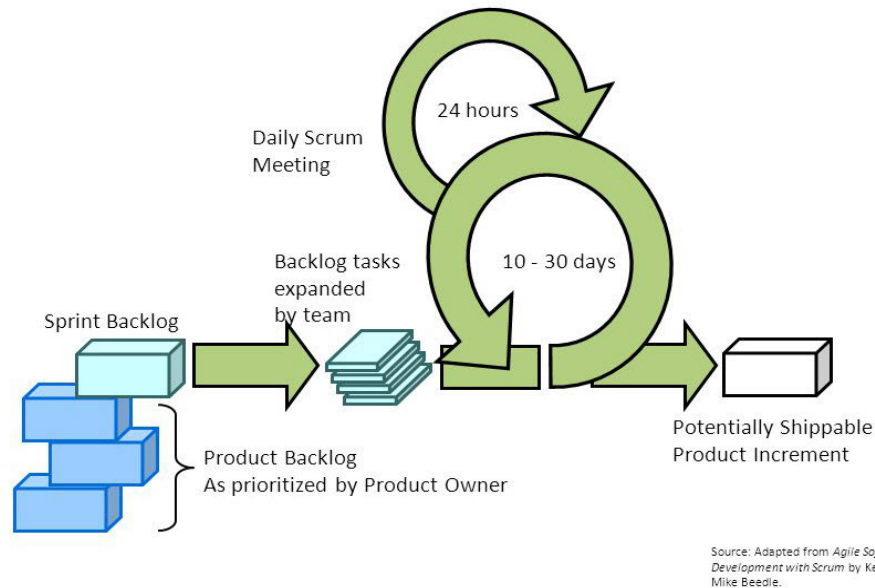 24 hours
Daily Scrum
Meeting
Backlog tasks
expanded
by team
10 - 30 days
Sprint Backlog
Product Backlog
As prioritized by Product Owner
Potentially Shippable
Product Increment
Source: Adapted from Agile
Development with Scrum by
Mike Beedle.